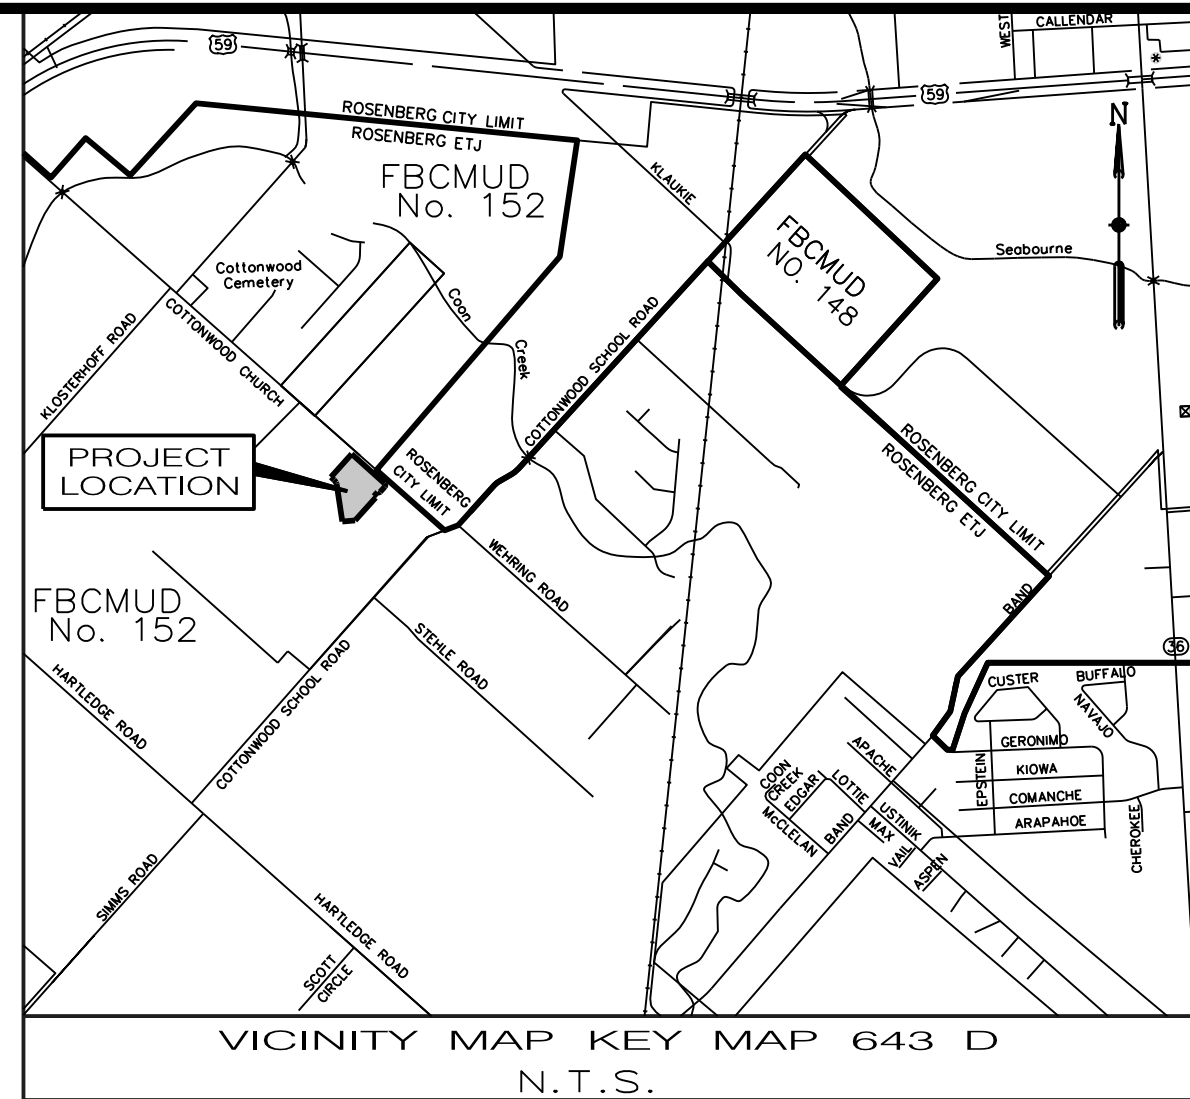 WEST
CALLENDAR
59
59
ROSENBERG CITY LIMIT
ROSENBERG ETJ
FBCMUD
No. 152
KLAUKIE
N
FBCMUD
NO. 148
Seabourne
Cottonwood
Cemetery
Coon
Creek
COTTONWOOD CHURCH
KLOSTERHOFF ROAD
COTTONWOOD SCHOOL ROAD
PROJECT
LOCATION
ROSENBERG
CITY LIMIT
ROSENBERG CITY LIMIT
ROSENBERG ETJ
WEHRING ROAD
BAND
FBCMUD
No. 152
STEHLE ROAD
36
HARTLEDGE ROAD
COTTONWOOD SCHOOL ROAD
CUSTER
BUFFALO
NAVAJO
GERONIMO
EPSTEIN
KIOWA
COMANCHE
ARAPAHOE
CHEROKEE
APACHE
COON
CREEK
EDGAR
LOTTIE
McCLELAN
BAND
USTINIK
MAX
VAIL
ASPEN
SIMMS ROAD
HARTLEDGE ROAD
SCOTT
CIRCLE
VICINITY MAP KEY MAP 643 D
N.T.S.